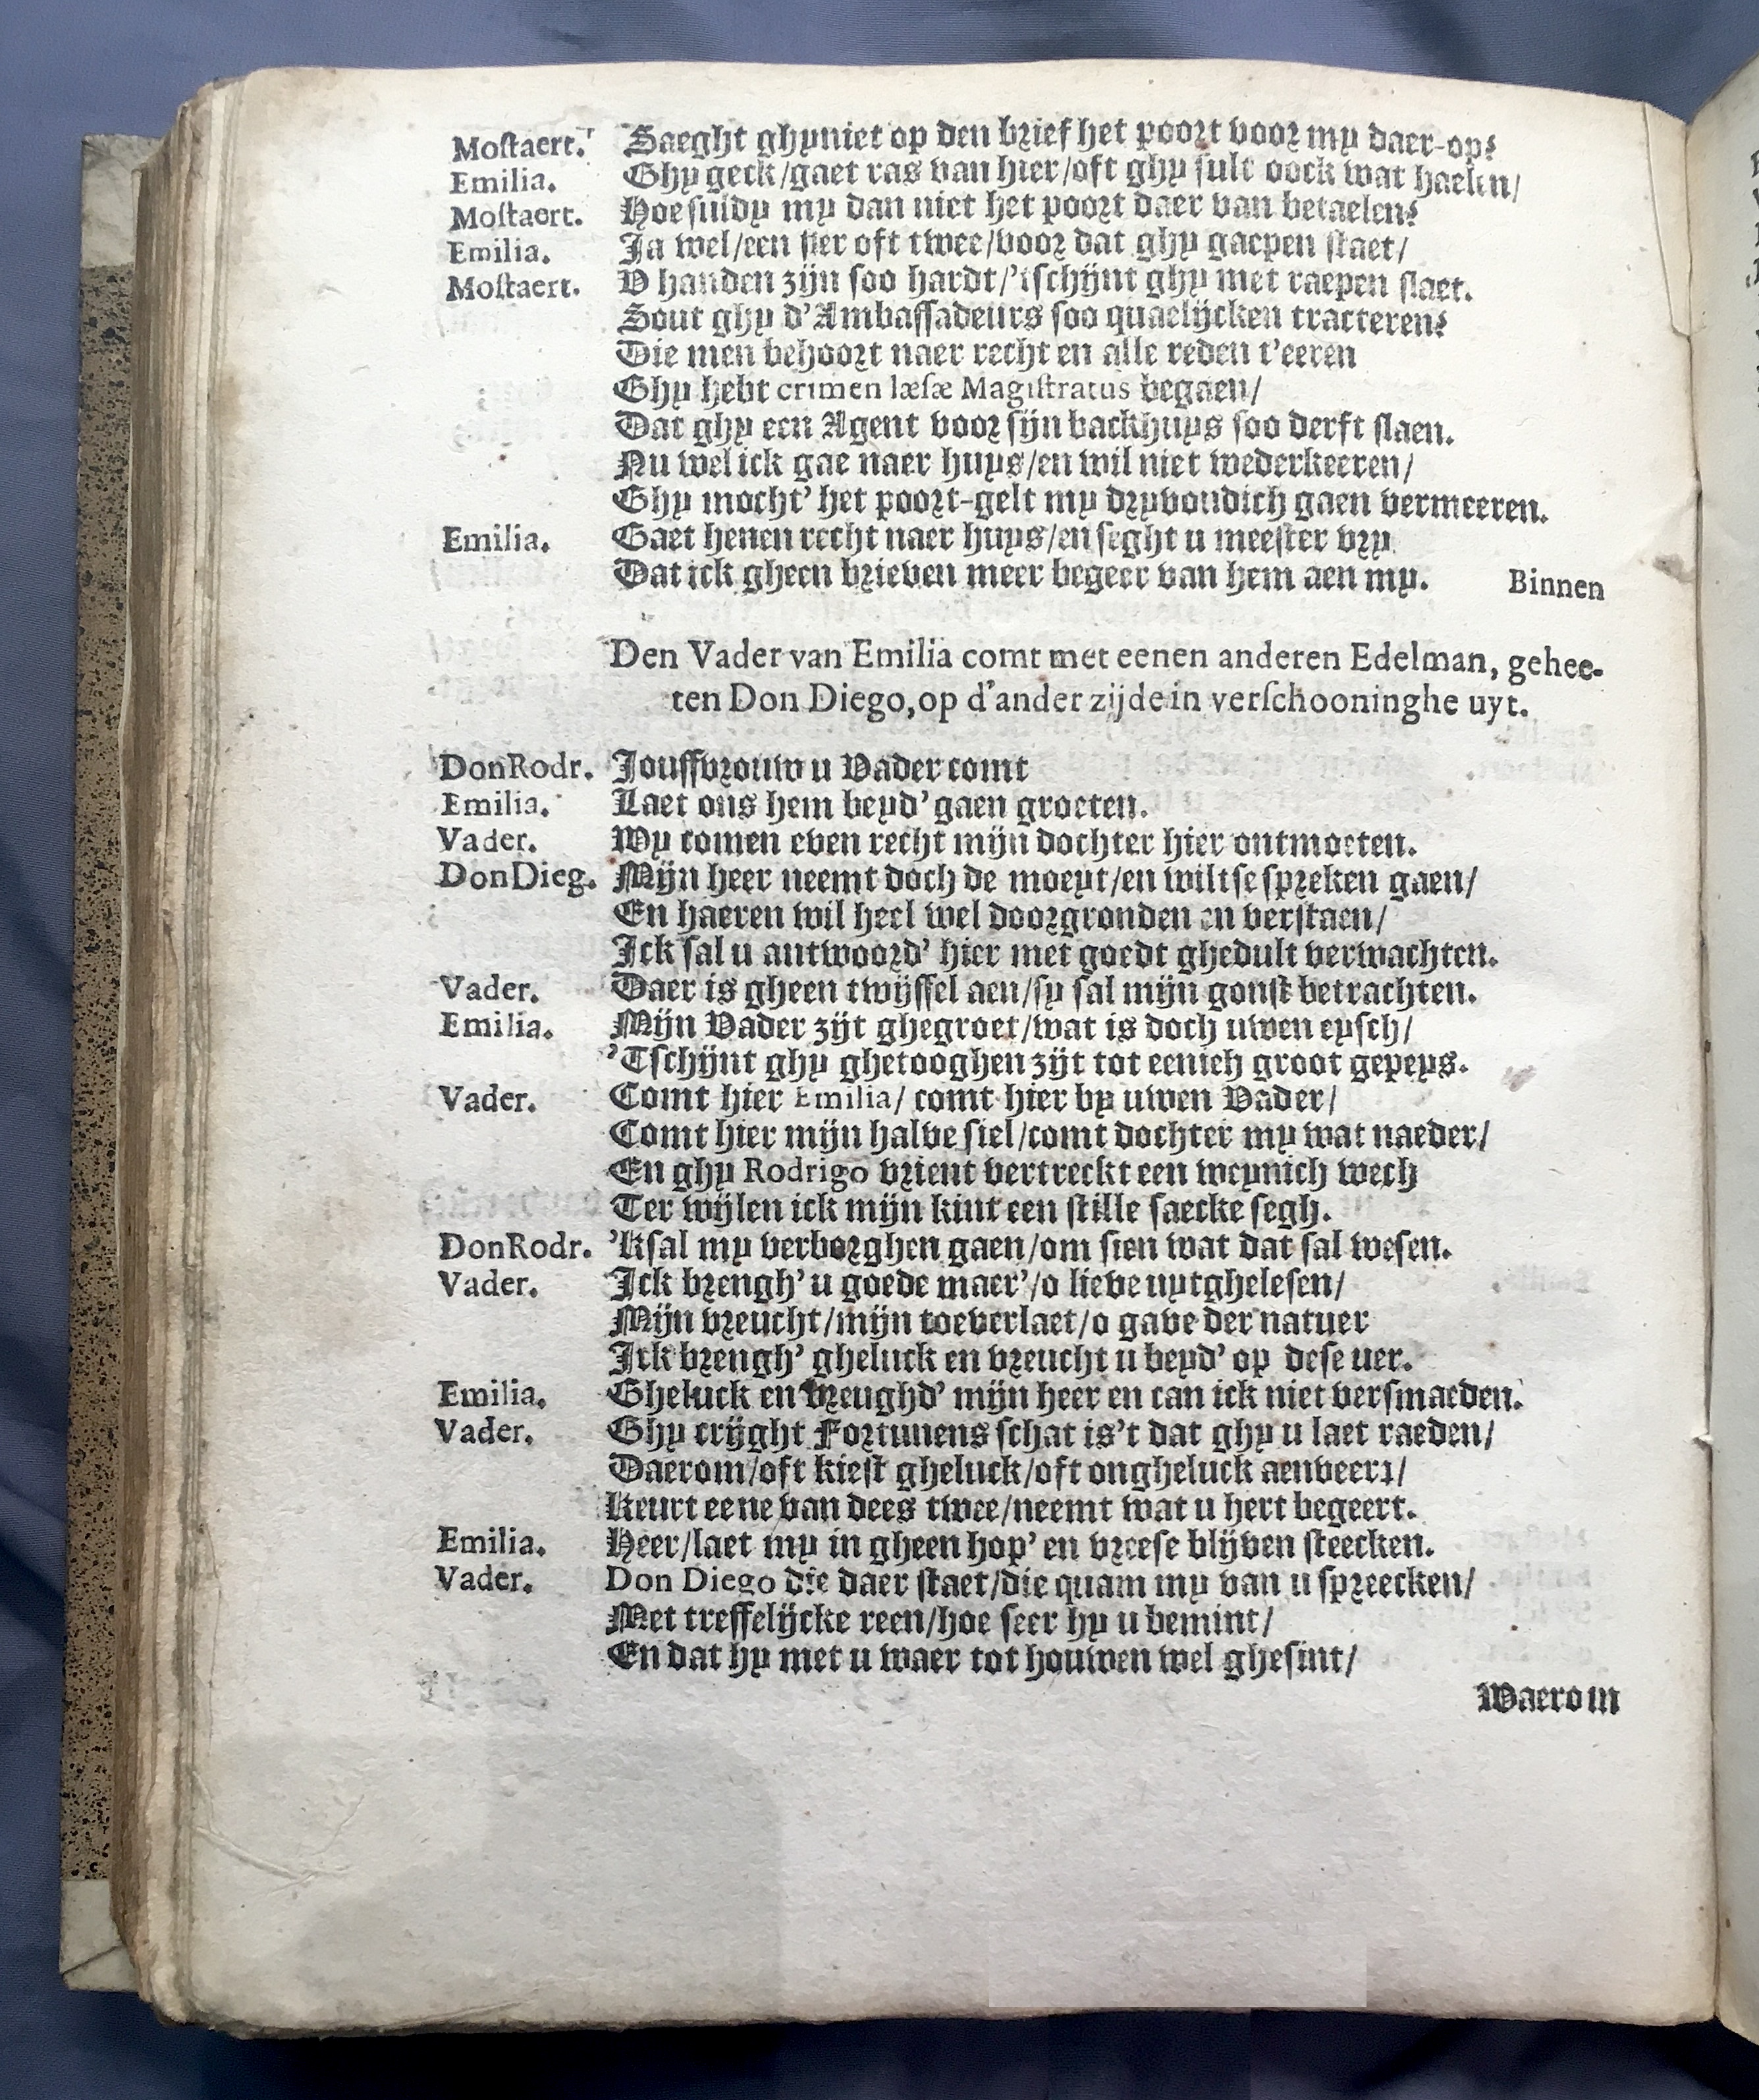 Moſtaert. Saeght ghy niet op den brief het poort voor my daer-op?
Emilia. Ghy geck/gaet ras van hier/oft ghy ſult oock wat haelen/
Moſtaert. Hoe ſuldy my dan niet het poort daer van betaelen?
Emilia. Ja wel/een ſier oft twee/voor dat ghy gaepen ſtaet/
Moſtaert. V handen zijn ſoo hardt/'tſchijnt ghy met raepen ſlaet.
Sout ghy d'Ambaſſadeurs ſoo quaelijcken tracteren?
Die men behoort naer recht en alle reden t'eeren
Ghy hebt crimen læſæ Magiſtratus begaen/
Dat ghy een Agent voor ſijn backhuys ſoo derft ſlaen.
Nu wel ick gae naer huys/en wil niet wederkeeren/
Ghy mocht' het poort-gelt my dryvoudich gaen vermeeren.
Emilia. Gaet henen recht naer huys/en ſeght u meeſter vry
Dat ick gheen brieven meer begeer van hem aen my. Binnen
Den Vader van Emilia comt met eenen anderen Edelman, gehee-
ten Don Diego, op d'ander zijde in verſchooninghe uyt.
Don Rodr. Jouffvrouw u Vader comt
Emilia. Laet ons hem beyd' gaen groeten.
Vader. Wy comen even recht mijn dochter hier ontmoeten.
Don Dieg. Mijn heer neemt doch de moeyt/en wiltſe ſpreken gaen/
En haeren wil heel wel doorgronden en verſtaen/
Ick ſal u antwoord' hier met goedt ghedult verwachten.
Vader. Daer is gheen twijffel aen/ſy ſal mijn gonſt betrachten.
Emilia. Mijn Vader zijt ghegroet/wat is doch uwen eyſch/
'Tſchijnt ghy ghetooghen zijt tot eenich groot gepeys.
Vader. Comt hier Emilia/ comt hier by uwen Vader/
Comt hier mijn halve ſiel/comt dochter my wat naeder/
En ghy Rodrigo vrient vertreckt een weynich wech
Ter wijlen ick mijn kint een ſtille ſaecke ſegh.
Don Rodr. 'Kſal my verborghen gaen/om ſien wat dat ſal weſen.
Vader. Ick brengh' u goede maer'/o lieve uytgheleſen/
Mijn vreucht/mijn toeverlaet/o gave der natuer
Ick brengh' gheluck en vreucht u beyd' op deſe uer.
Emilia. Gheluck en vreughd' mijn heer en can ick niet verſmaeden.
Vader. Ghy crijght Fortunens ſchat is't dat ghy u laet raeden/
Daerom/oft kieſt gheluck/oft ongheluck aenveert/
Keurt eene van dees twee/neemt wat u hert begeert.
Emilia. Heer/laet my in gheen hop' en vreeſe blijven ſteecken.
Vader. Don Diego die daer ſtaet/die quam my van u ſpreecken/
Met treffelijcke reen/hoe ſeer hy u bemint/
En dat hy met u waer tot houwen wel gheſint/
Waerom